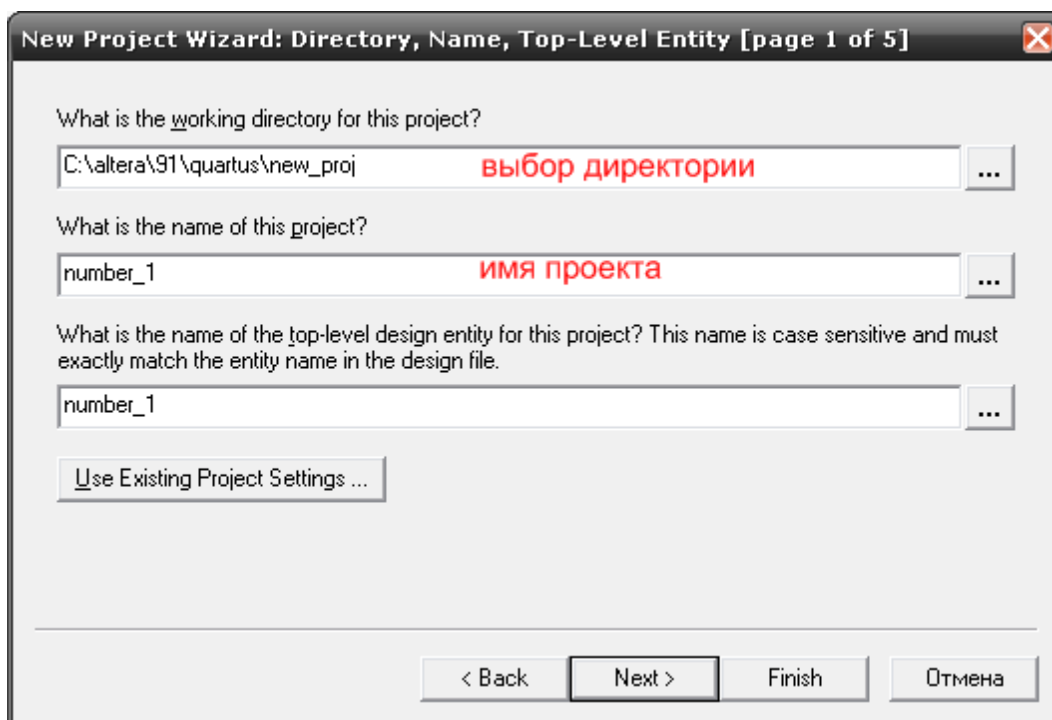 New Project Wizard: Directory, Name, Top-Level Entity [page 1 of 5]
What is the working directory for this project?
C:\altera\91\quartus\new_proj выбор директории ...
What is the name of this project?
number_1 имя проекта ...
What is the name of the top-level design entity for this project? This name is case sensitive and must
exactly match the entity name in the design file.
number_1 ...
Use Existing Project Settings ...
< Back Next > Finish Отмена